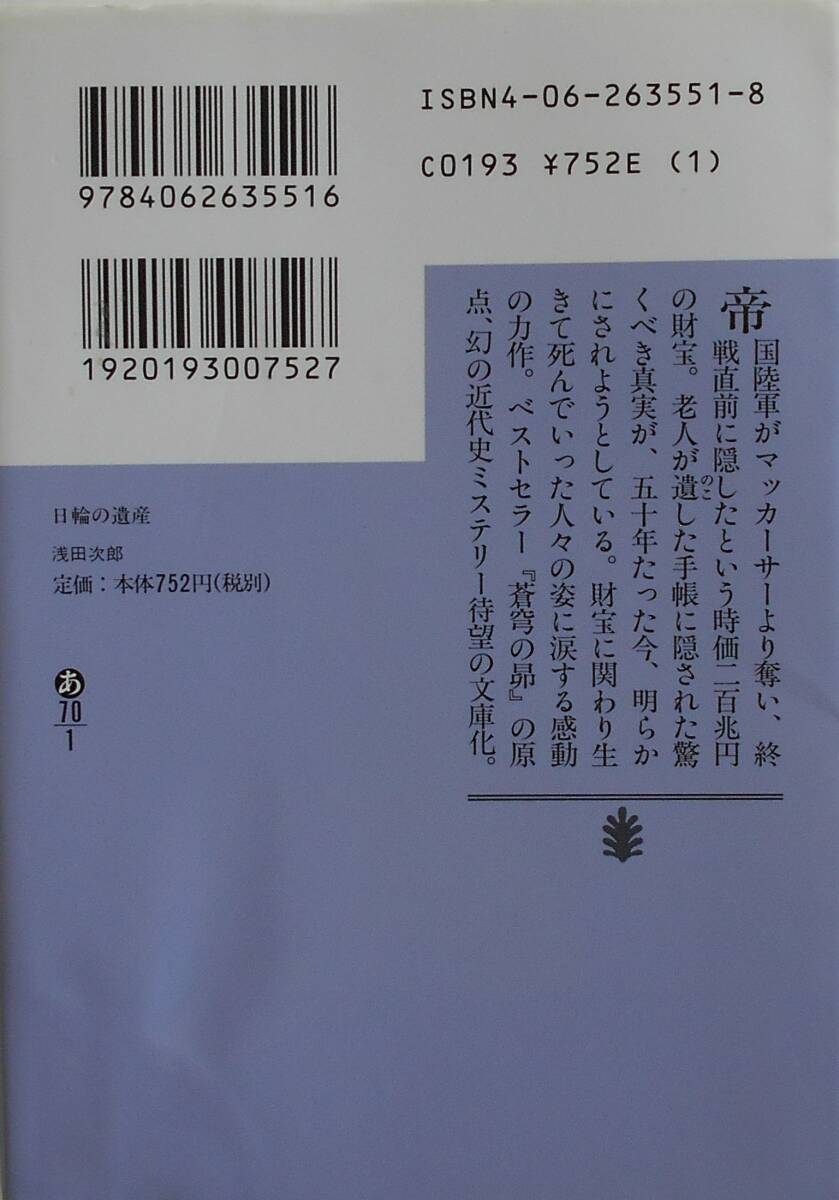 9784062635516
ISBN4-06-263551-8
C0193 ¥752E (1)
1920193007527
帝国陸軍がマッカーサーより奪い、終
戦直前に隠したという時価二百兆円
の財宝。老人が遺した手帳に隠された驚
のこ
くべき真実が、五十年たった今、明らか
にされようとしている。財宝に関わり生
きて死んでいった人々の姿に涙する感動
の力作。ベストセラー『蒼穹の昴』の原
点、幻の近代史ミステリー待望の文庫化。
日輪の遺産
浅田次郎
定価：本体752円(税別)
あ
70
1